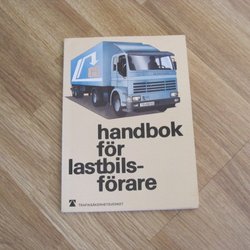 handbok
för
lastbils-
förare
TRAFIKSÄKERHETSVERKET